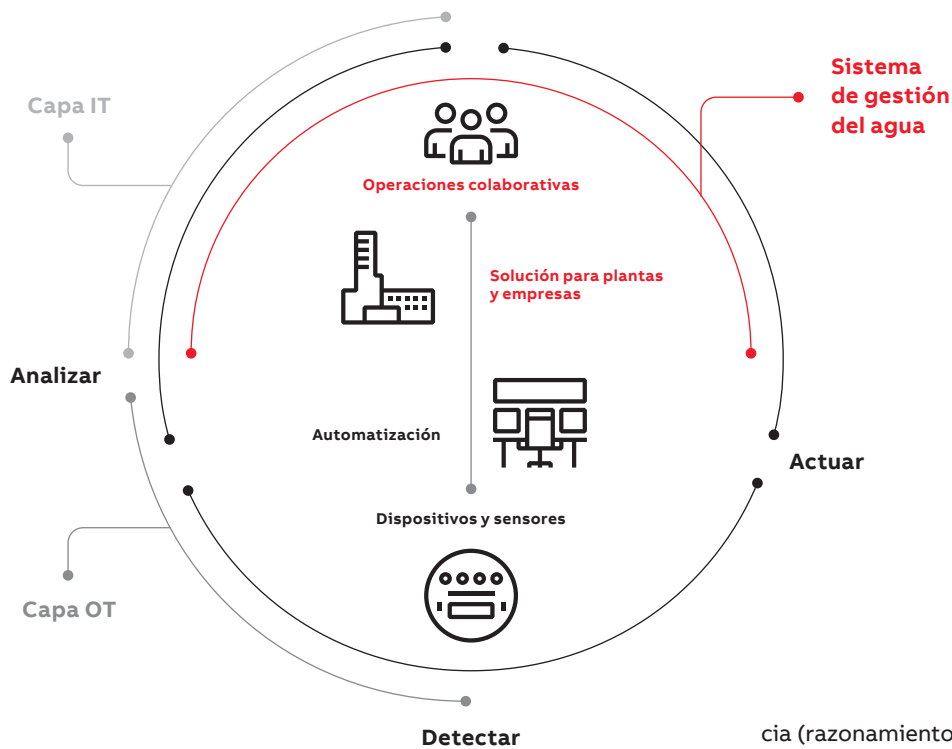 Sistema
de gestión
del agua
Capa IT
Operaciones colaborativas
Solución para plantas
y empresas
Analizar
Automatización
Actuar
Dispositivos y sensores
Capa OT
Detectar
cia (razonamiento